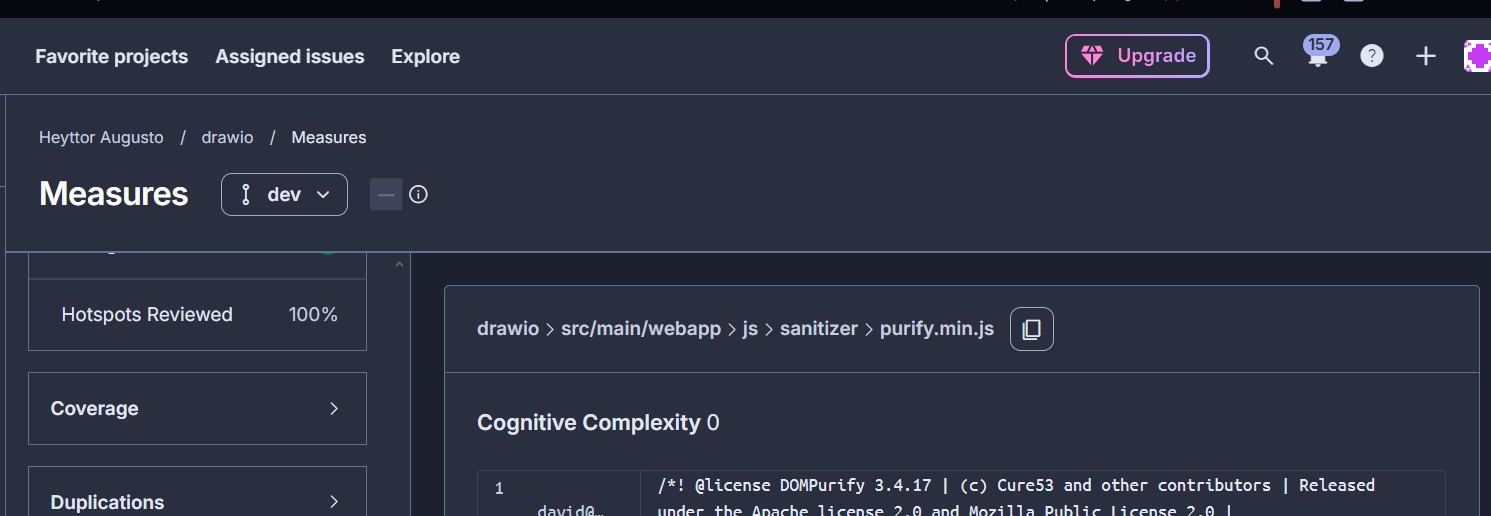 Favorite projects Assigned issues Explore Upgrade 157 ?
Heyttor Augusto / drawio / Measures
Measures dev
Hotspots Reviewed 100%
Coverage
Duplications
drawio > src/main/webapp > js > sanitizer > purify.min.js
Cognitive Complexity 0
1 /*! @license DOMPurify 3.4.17 | (c) Cure53 and other contributors | Released
david@… under the Apache license 2.0 and Mozilla Public License 2.0 |